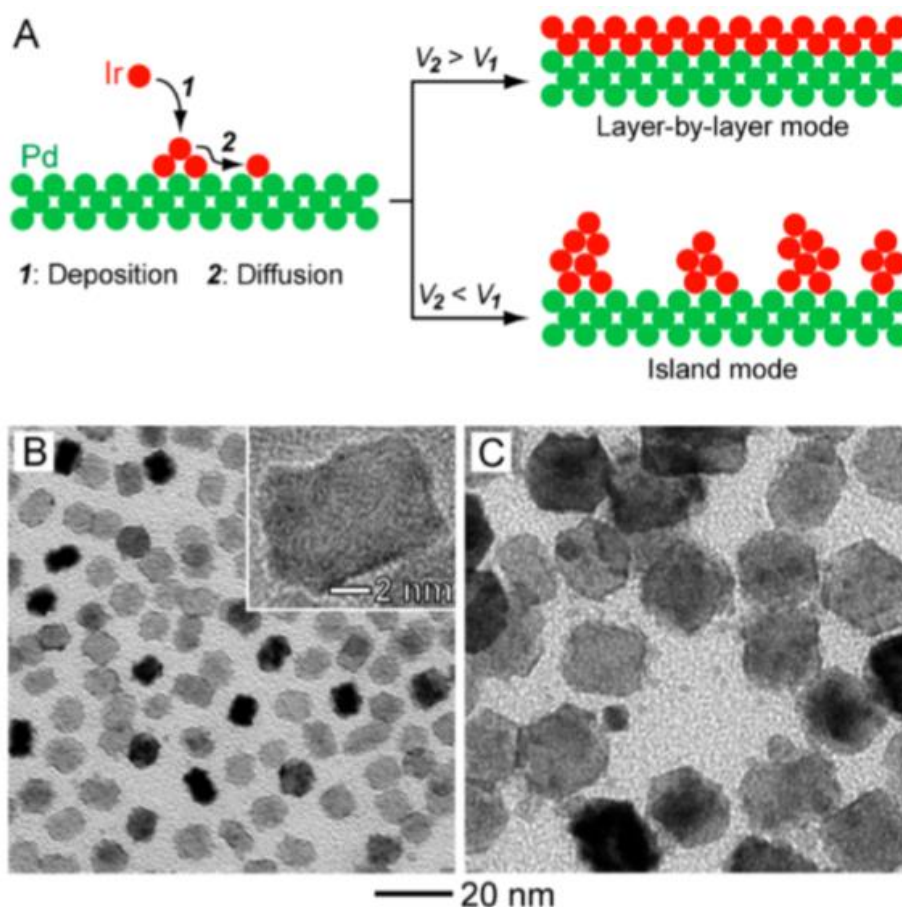 A
Ir
1
V2 > V1
2
Pd
Layer-by-layer mode
1: Deposition 2: Diffusion
V2 < V1
Island mode
B
2 nm
C
20 nm